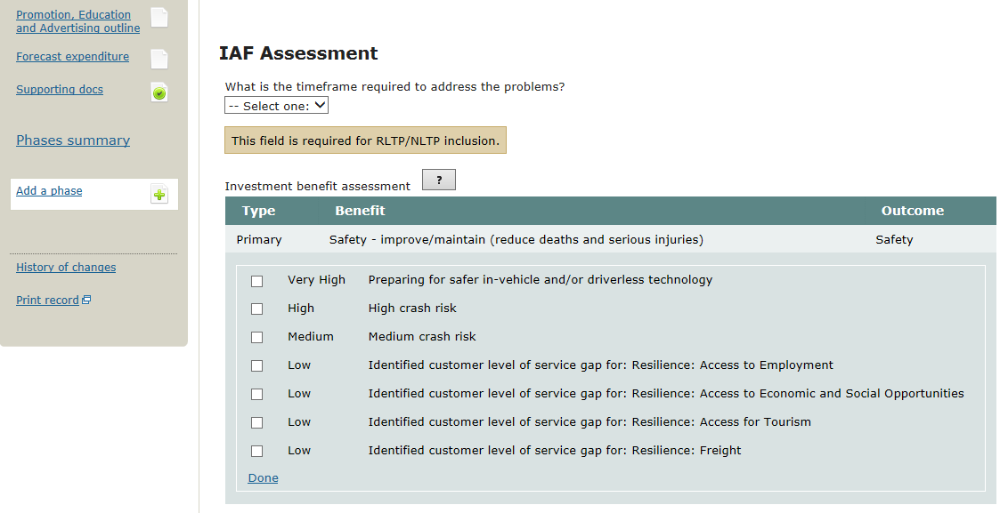 Promotion, Education
and Advertising outline
Forecast expenditure
Supporting docs
Phases summary
Add a phase
History of changes
Print record
IAF Assessment
What is the timeframe required to address the problems?
-- Select one:
This field is required for RLTP/NLTP inclusion.
Investment benefit assessment ?
Type Benefit Outcome
Primary Safety - improve/maintain (reduce deaths and serious injuries) Safety
Very High Preparing for safer in-vehicle and/or driverless technology
High High crash risk
Medium Medium crash risk
Low Identified customer level of service gap for: Resilience: Access to Employment
Low Identified customer level of service gap for: Resilience: Access to Economic and Social Opportunities
Low Identified customer level of service gap for: Resilience: Access for Tourism
Low Identified customer level of service gap for: Resilience: Freight
Done